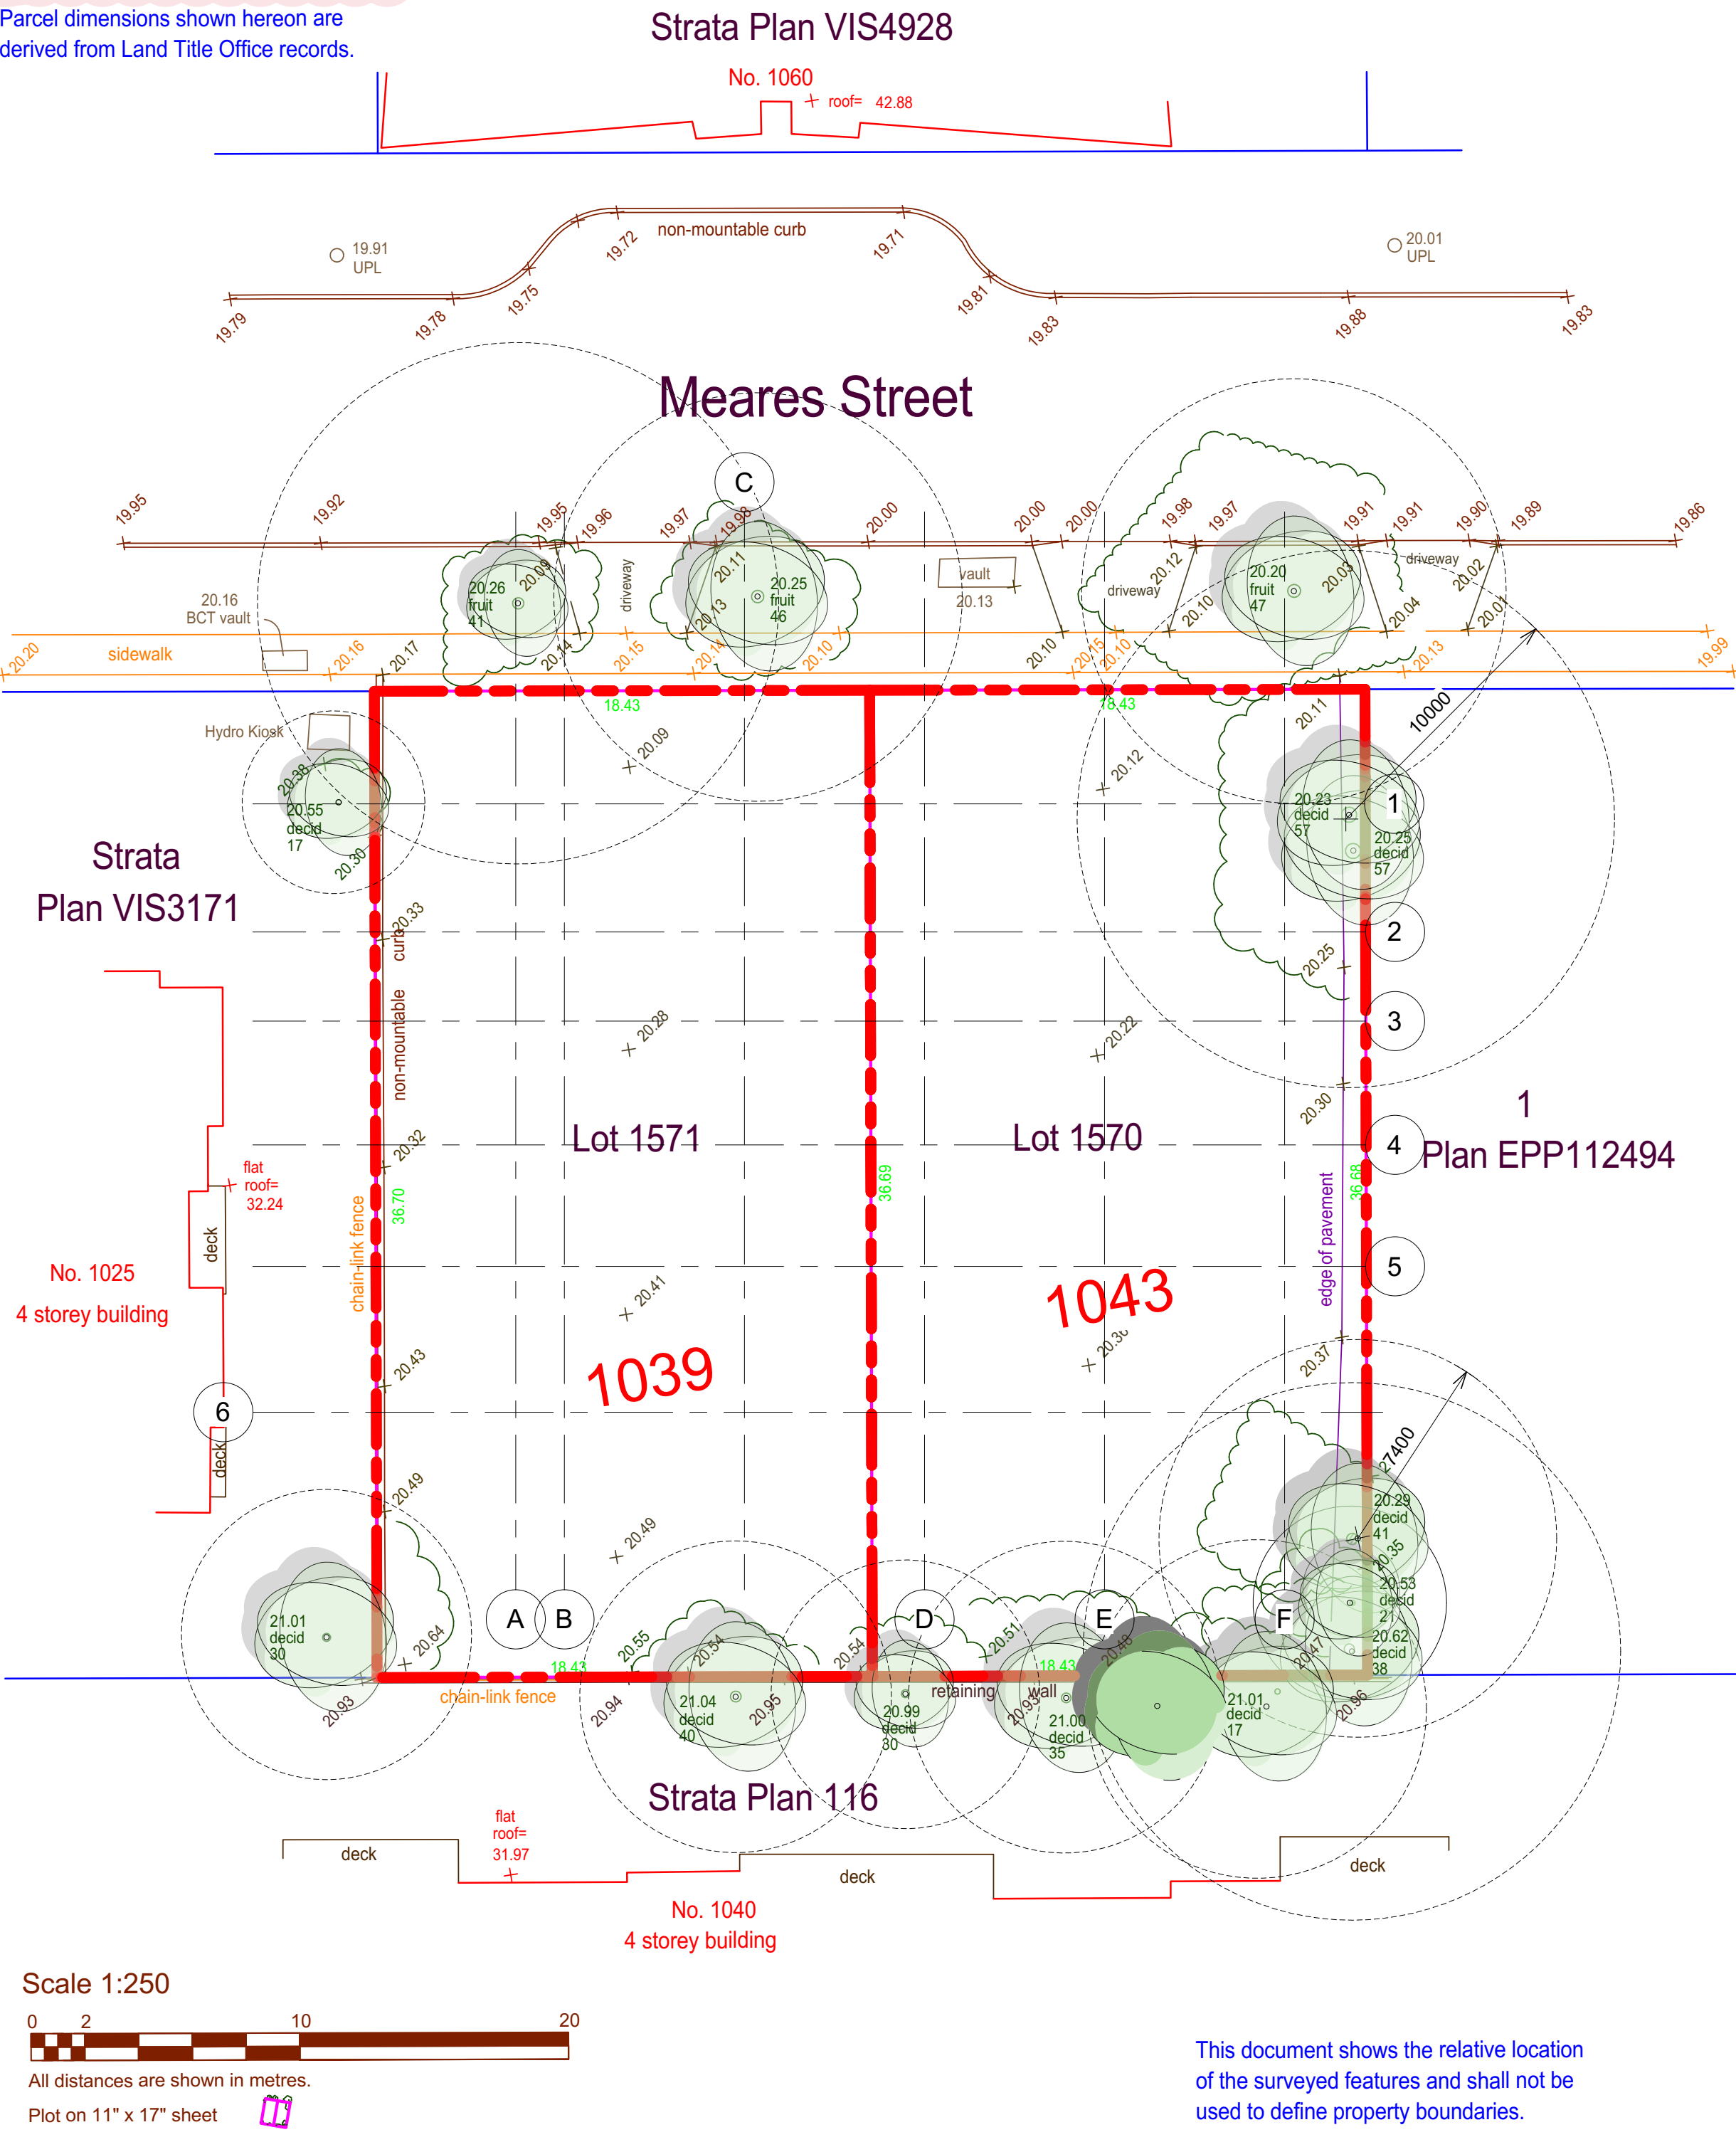 Parcel dimensions shown hereon are
derived from Land Title Office records.
Strata Plan VIS4928
No. 1060
roof= 42.88
non-mountable curb
19.91
UPL
20.01
UPL
19.72
19.71
19.75
19.81
19.79
19.78
19.83
19.88
19.83
Meares Street
C
19.95
19.92
19.95
19.96
19.97
19.98
20.00
20.00
20.00
19.98
19.97
19.91
19.91
19.90
19.89
19.86
20.26
fruit
41
20.09
driveway
20.11
20.25
fruit
46
vault
20.13
driveway
20.12
20.20
fruit
47
20.03
driveway
20.02
20.16
BCT vault
20.13
20.10
20.04
20.01
20.20
sidewalk
20.16
20.17
20.14
20.15
20.14
20.10
20.10
20.15
20.10
20.13
19.99
18.43
18.43
20.11
10000
Hydro Kiosk
20.09
20.12
20.38
20.55
decid
17
20.30
20.23
decid
57
20.25
decid
57
1
Strata
Plan VIS3171
20.33
curb
non-mountable
2
20.25
20.28
20.22
3
20.30
1
Plan EPP112494
Lot 1571
Lot 1570
4
20.32
36.70
36.69
36.68
flat
roof=
32.24
deck
chain-link fence
edge of pavement
5
No. 1025
4 storey building
20.41
1043
20.36
1039
20.43
20.37
6
deck
20.49
20.49
7400
20.29
decid
41
20.35
20.53
decid
21
20.62
decid
38
A
B
D
E
F
21.01
decid
30
20.64
20.55
20.54
20.54
20.51
20.48
20.47
18.43
18.43
chain-link fence
retaining wall
20.93
20.94
20.95
20.93
20.96
21.04
decid
40
20.99
decid
30
21.00
decid
35
21.01
decid
17
Strata Plan 116
flat
roof=
31.97
deck
deck
deck
No. 1040
4 storey building
Scale 1:250
0 2 10 20
All distances are shown in metres.
Plot on 11" x 17" sheet
This document shows the relative location
of the surveyed features and shall not be
used to define property boundaries.